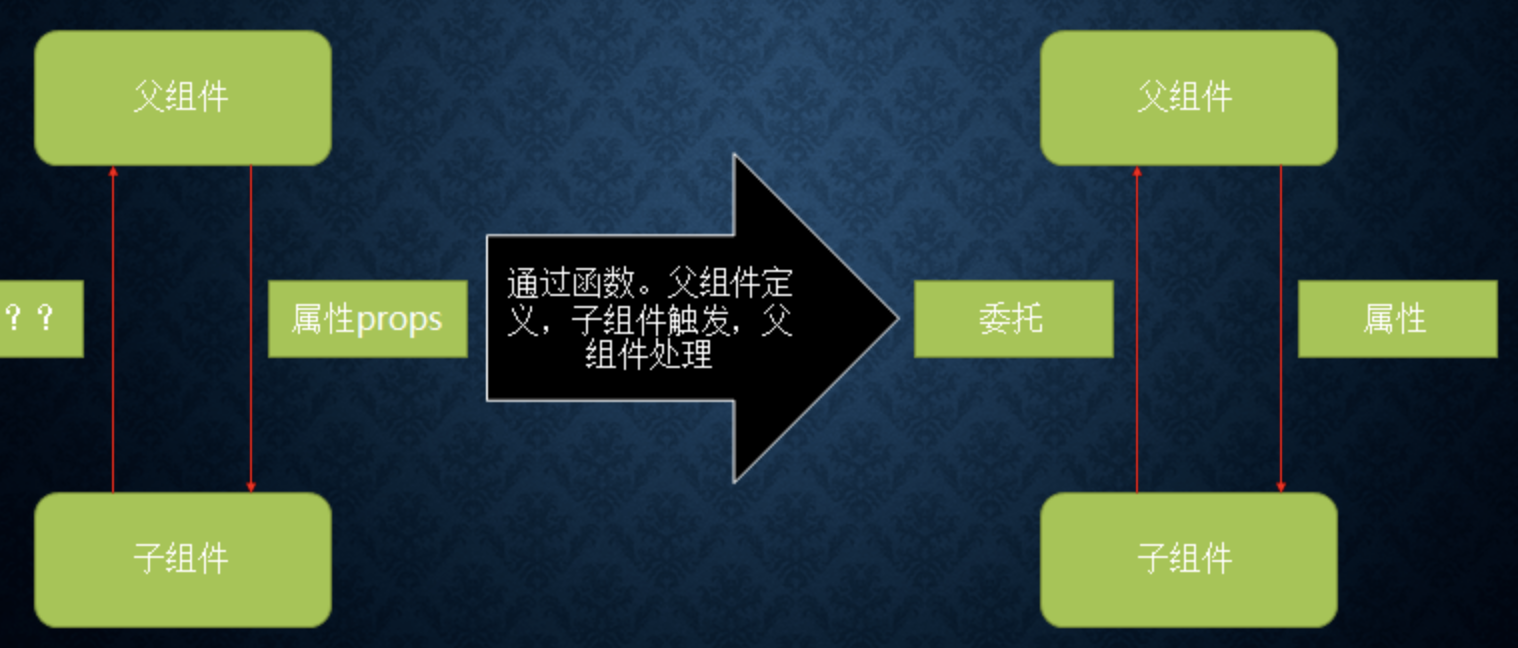 父组件
？？
属性props
子组件
通过函数。父组件定
义，子组件触发，父
组件处理
父组件
委托
属性
子组件